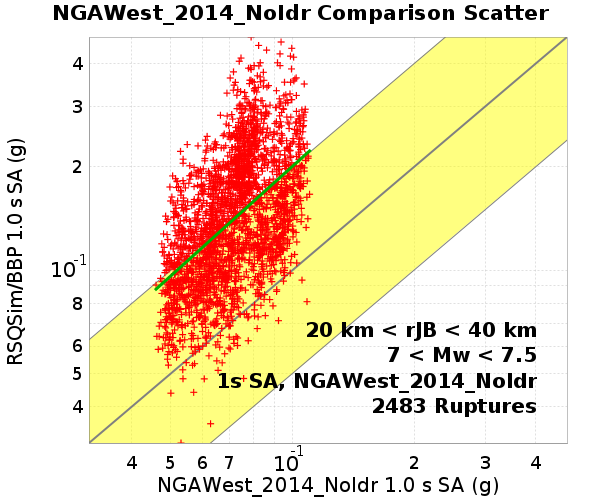 NGAWest_2014_NoIdr Comparison Scatter
RSQSim/BBP 1.0 s SA (g)
4
3
2
10-1
8
6
5
4
20 km < rJB < 40 km
7 < Mw < 7.5
1s SA, NGAWest_2014_NoIdr
2483 Ruptures
4 5 6 7 10-1 2 3 4
NGAWest_2014_NoIdr 1.0 s SA (g)